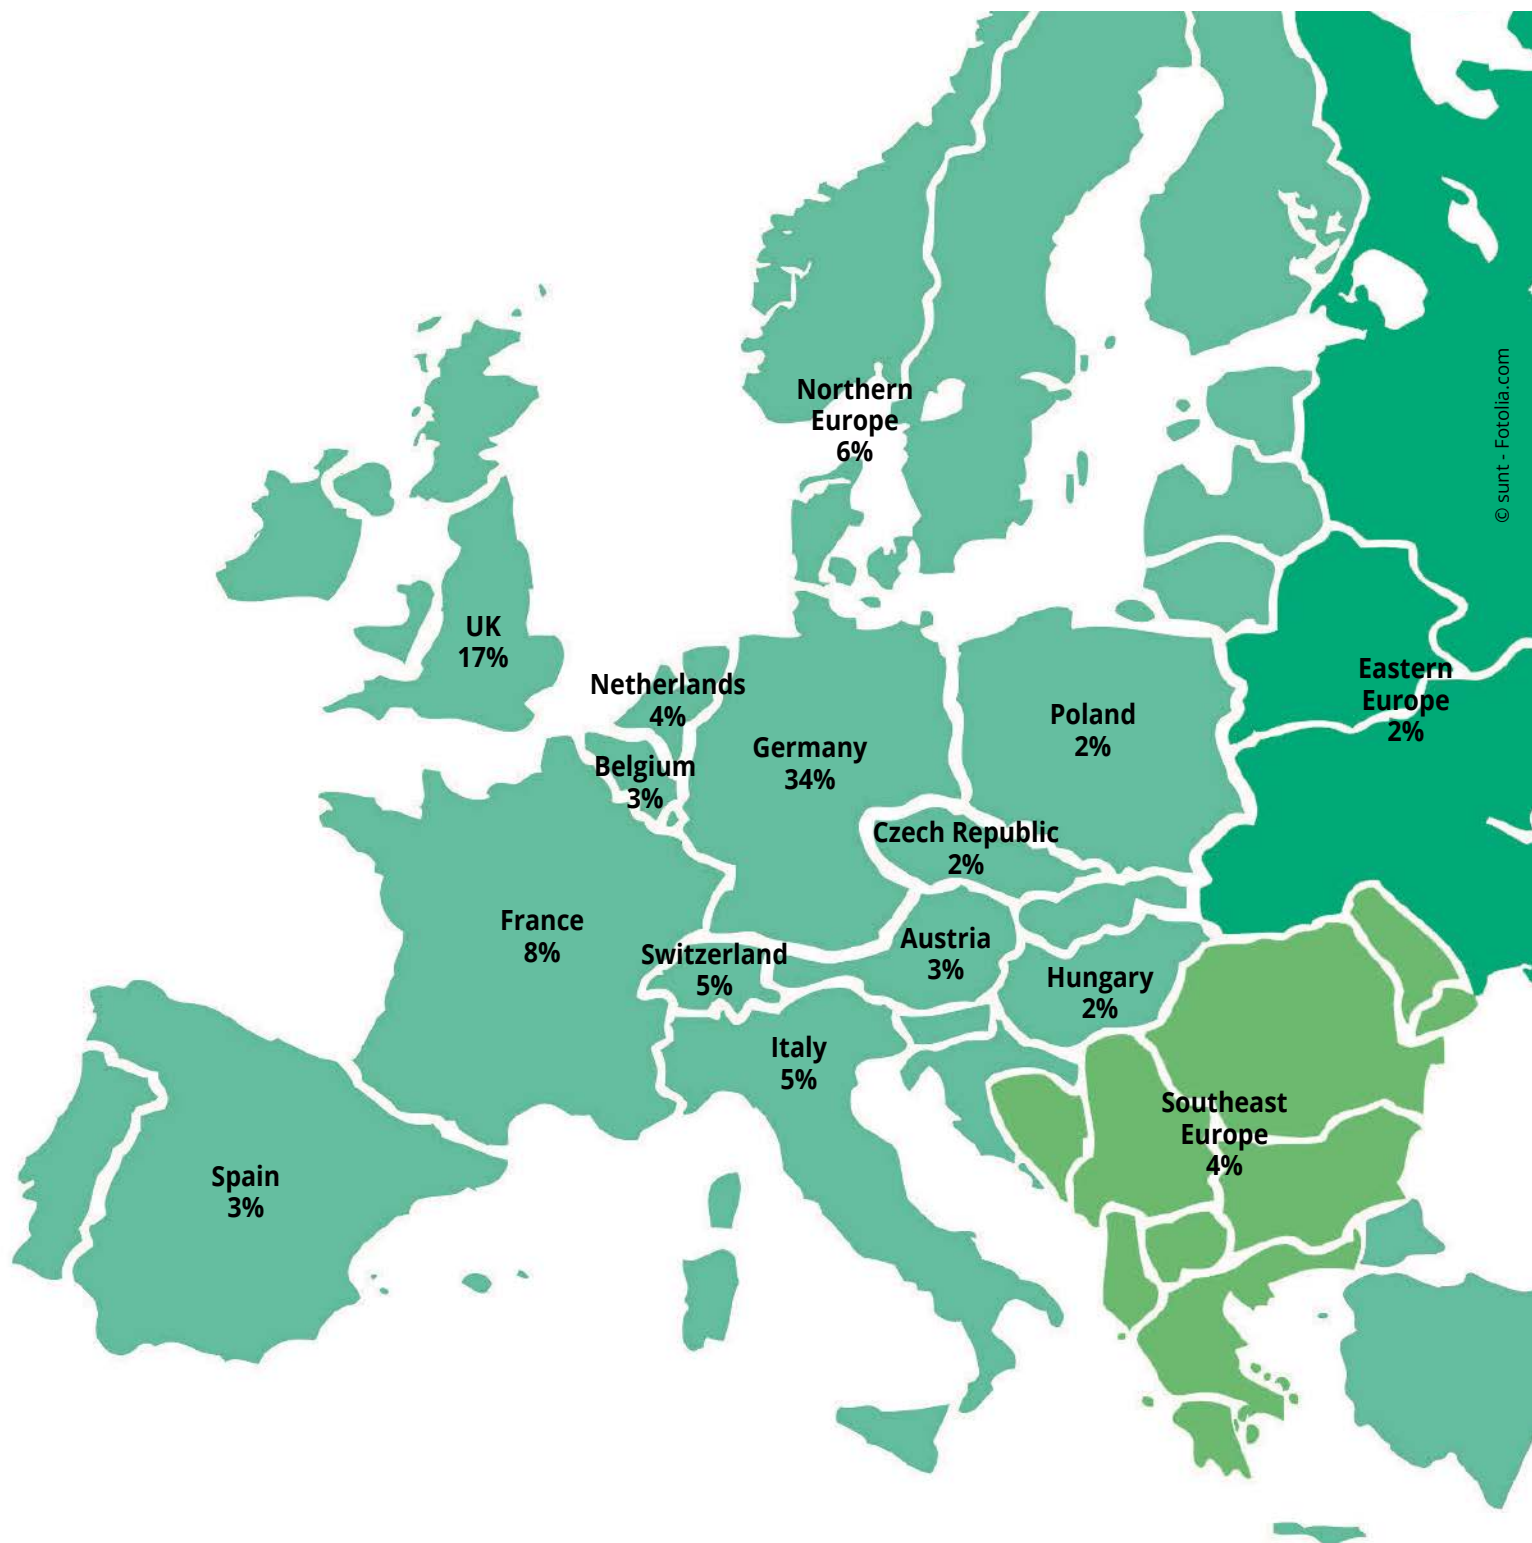 Northern
Europe
6%
© sunt - Fotolia.com
UK
17%
Netherlands
4%
Eastern
Europe
2%
Poland
2%
Germany
34%
Belgium
3%
Czech Republic
2%
France
8%
Switzerland
5%
Austria
3%
Hungary
2%
Italy
5%
Southeast
Europe
4%
Spain
3%